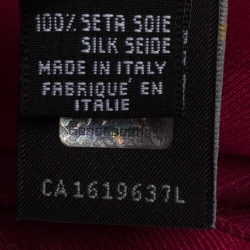 100% SETA SOIE
SILK SEIDE
MADE IN ITALY
FABRIQUÉ EN
ITALIE
CA1619637L